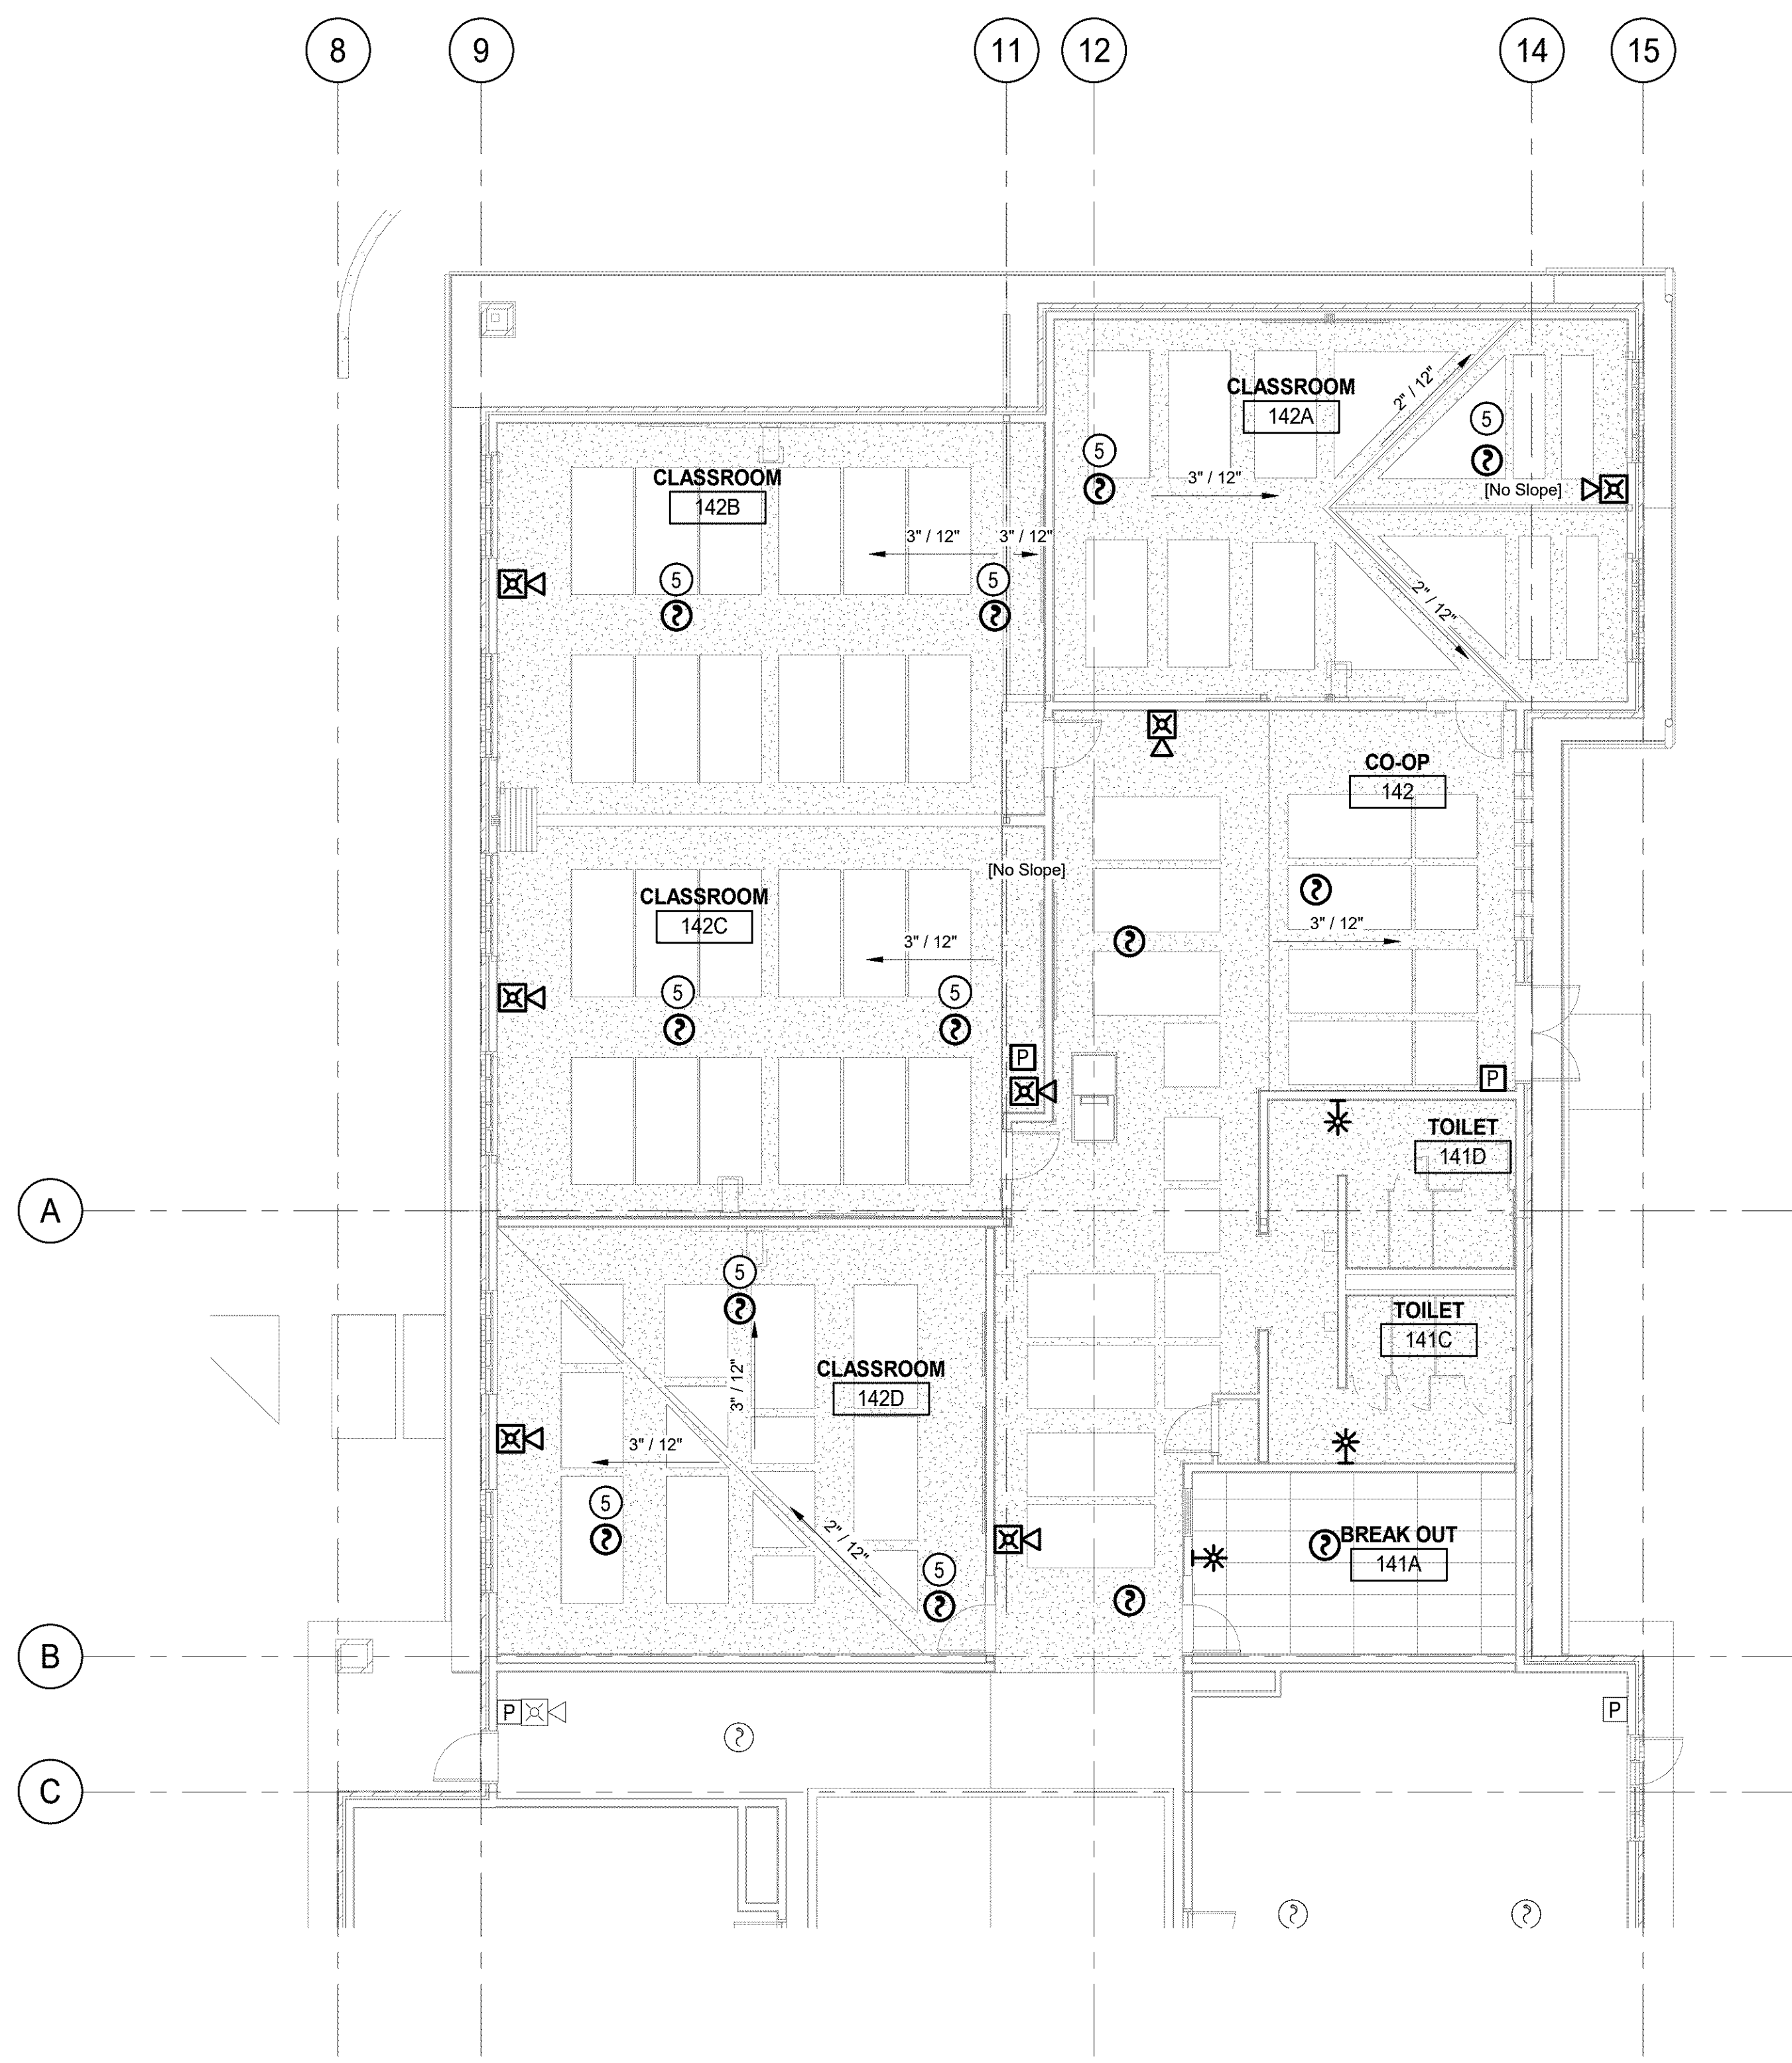 8 9 11 12 14 15
CLASSROOM
142A
2" / 12"
5
5
3" / 12"
[No Slope]
2" / 12"
CLASSROOM
142B
3" / 12" 3" / 12"
5
5
CO-OP
142
3" / 12"
[No Slope]
CLASSROOM
142C
3" / 12"
5
5
P
P
TOILET
141D
A
TOILET
141C
5
CLASSROOM
142D
3" / 12"
3" / 12"
5
2" / 12"
5
BREAK OUT
141A
B
P
P
C